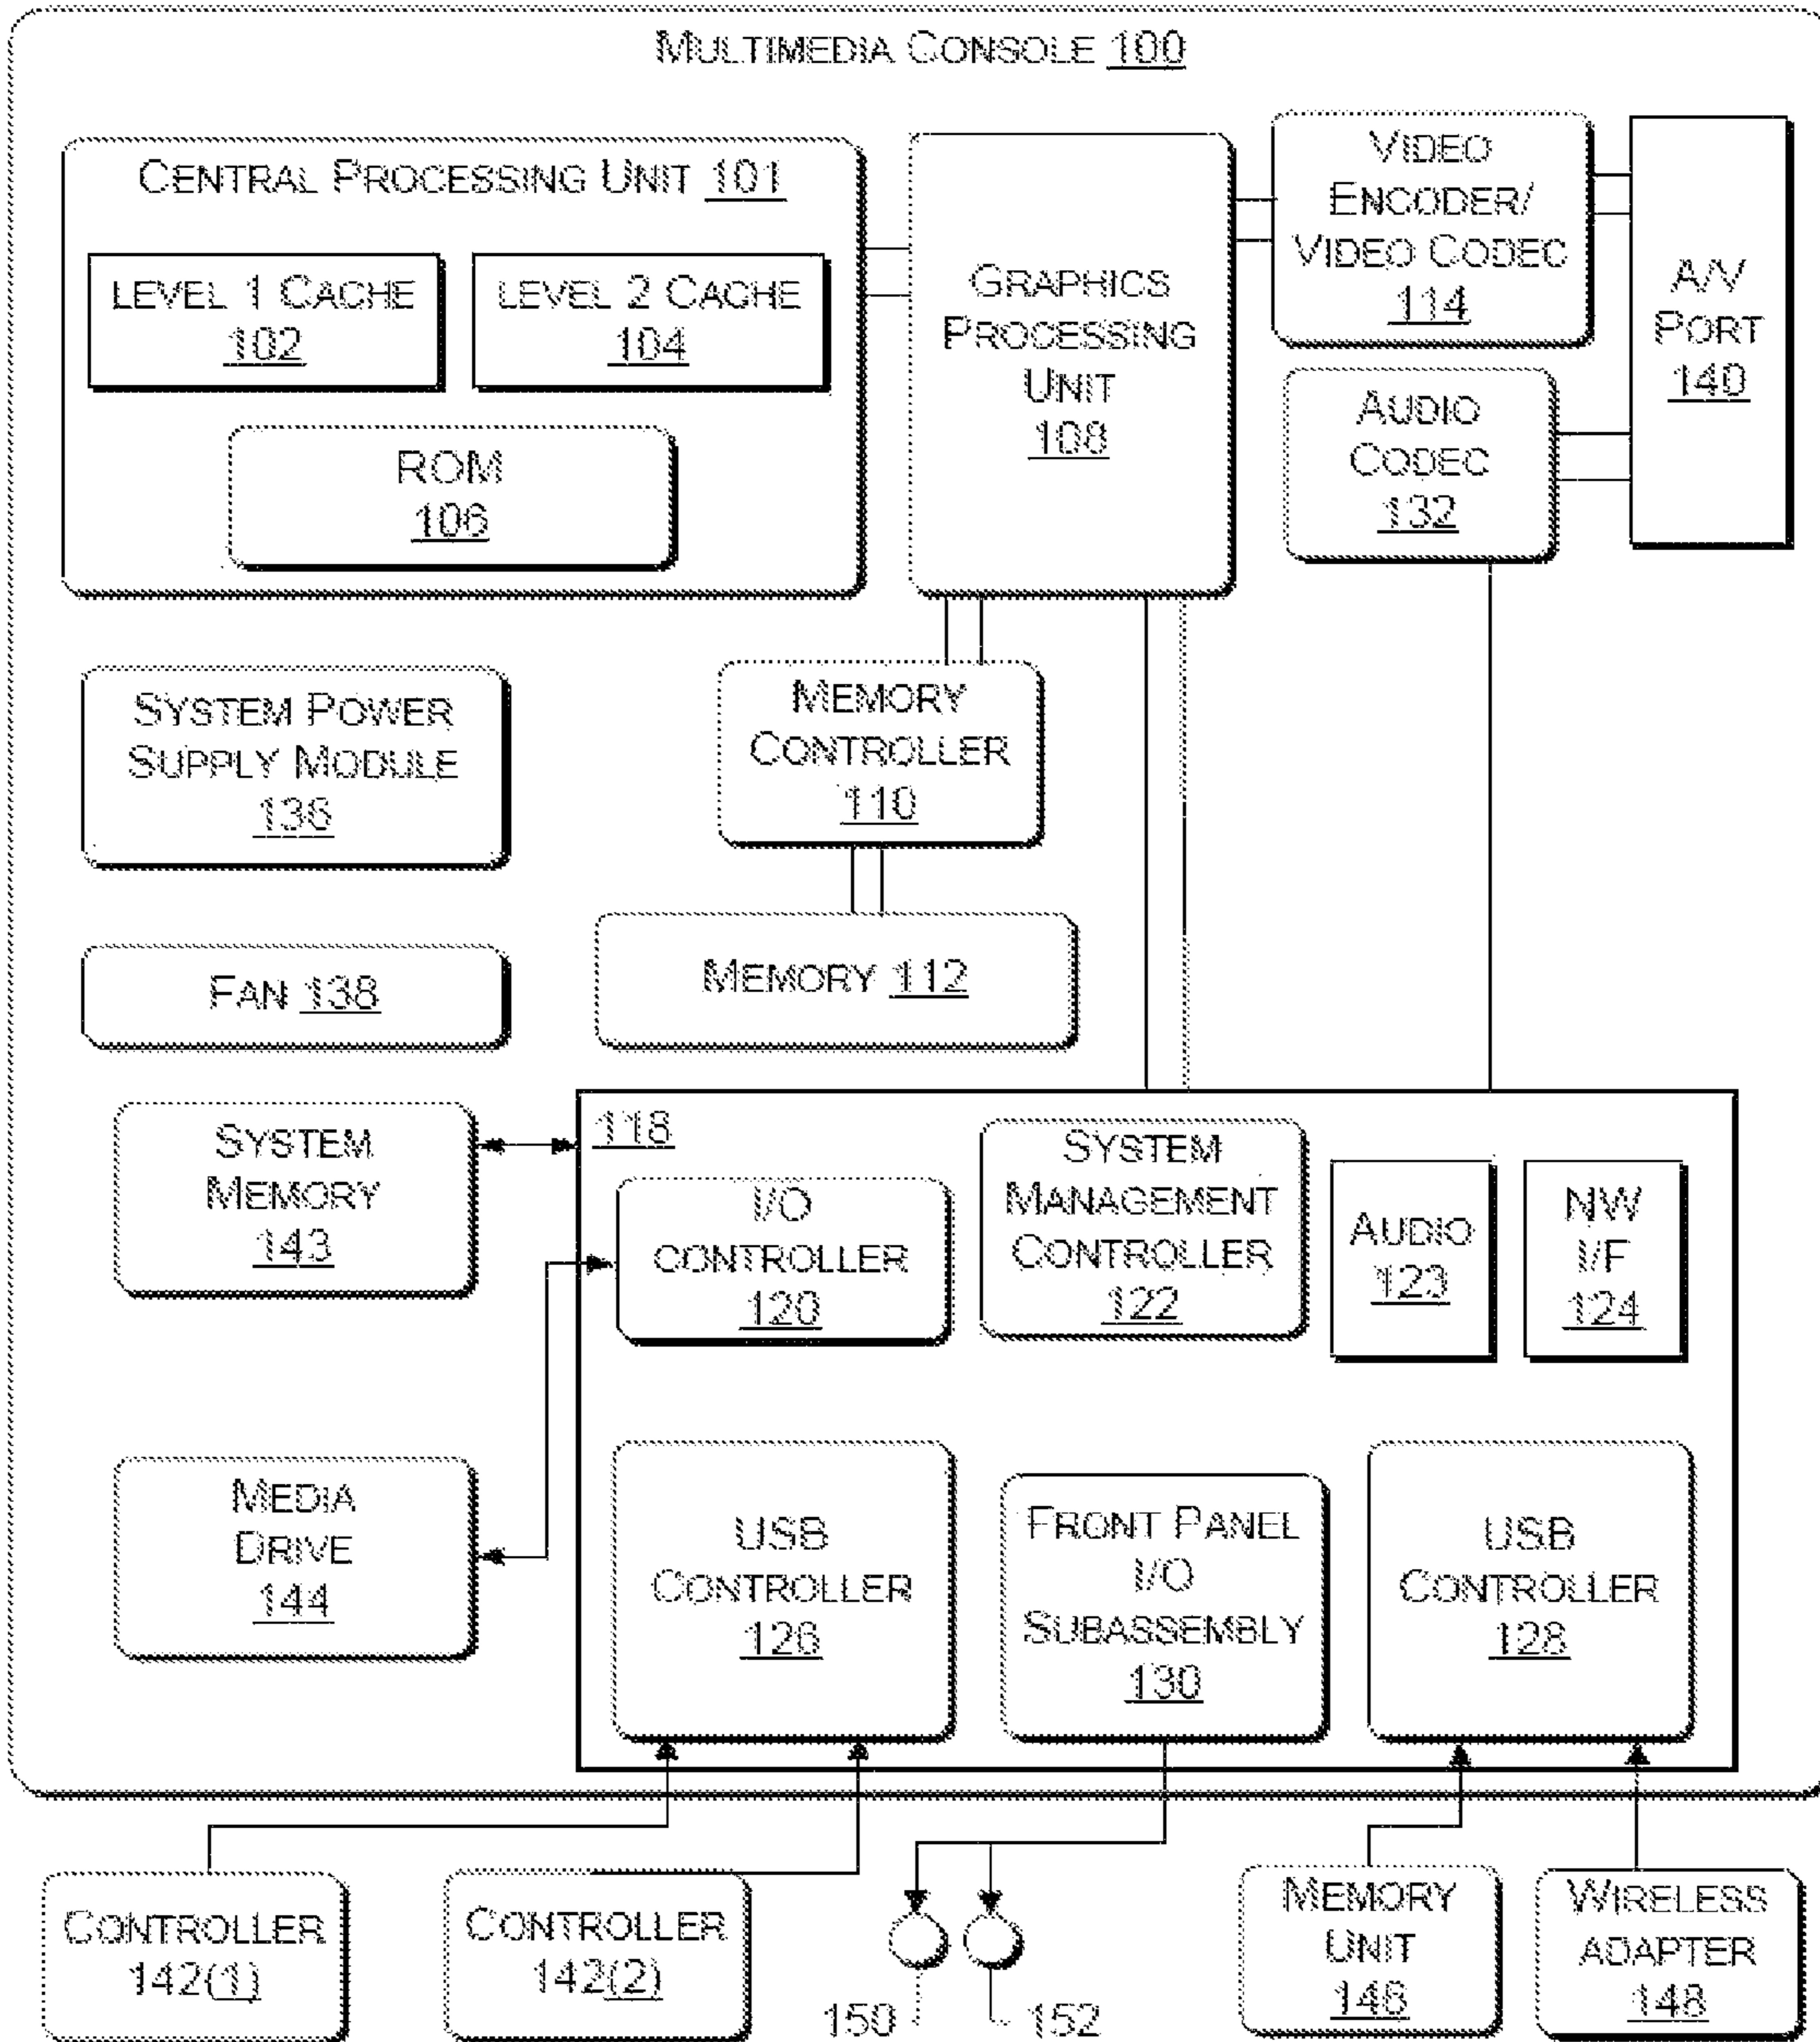 MULTIMEDIA CONSOLE 100
CENTRAL PROCESSING UNIT 101
LEVEL 1 CACHE
102
LEVEL 2 CACHE
104
ROM
106
GRAPHICS
PROCESSING
UNIT
108
VIDEO
ENCODER/
VIDEO CODEC
114
A/V
PORT
140
AUDIO
CODEC
132
SYSTEM POWER
SUPPLY MODULE
136
MEMORY
CONTROLLER
110
FAN 138
MEMORY 112
SYSTEM
MEMORY
143
118
I/O
CONTROLLER
120
SYSTEM
MANAGEMENT
CONTROLLER
122
AUDIO
123
NW
I/F
124
MEDIA
DRIVE
144
USB
CONTROLLER
126
FRONT PANEL
I/O
SUBASSEMBLY
130
USB
CONTROLLER
128
CONTROLLER
142(1)
CONTROLLER
142(2)
150
152
MEMORY
UNIT
146
WIRELESS
ADAPTER
148